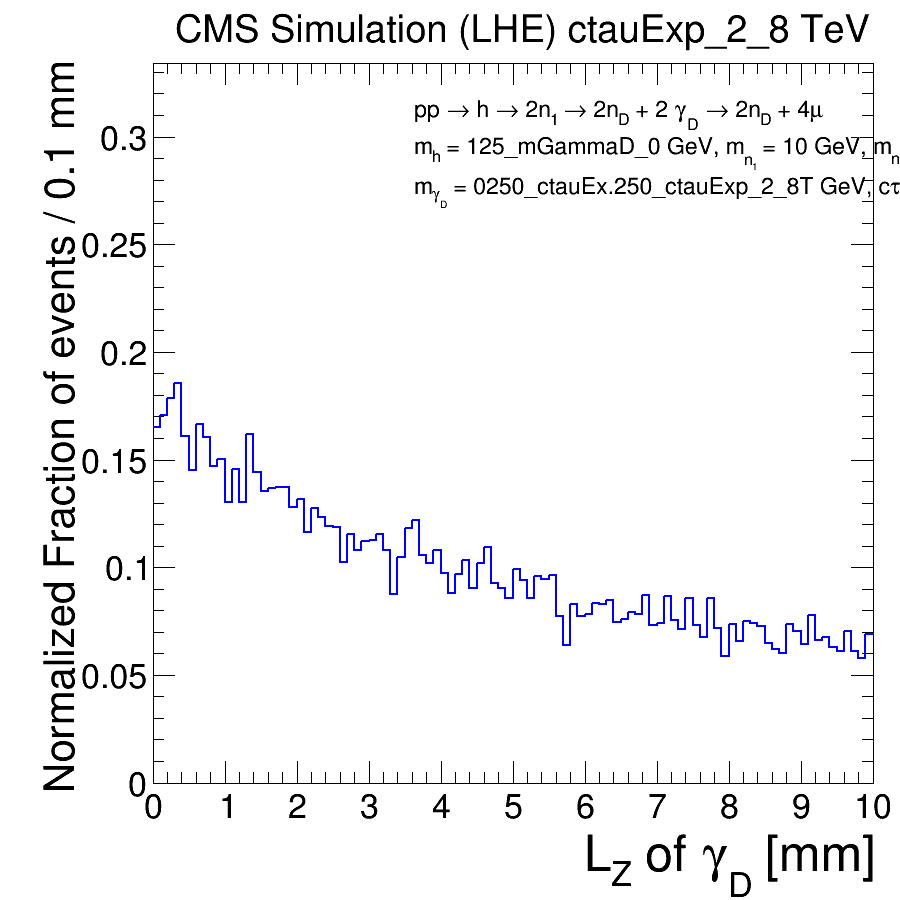 CMS Simulation (LHE) ctauExp_2_8 TeV
pp → h → 2n1 → 2nD + 2 γD → 2nD + 4μ
mh = 125_mGammaD_0 GeV, mn1 = 10 GeV, mn
mγD = 0250_ctauEx.250_ctauExp_2_8T GeV, cτ
Normalized Fraction of events / 0.1 mm
0.3
0.25
0.2
0.15
0.1
0.05
0
0 1 2 3 4 5 6 7 8 9 10
LZ of γD [mm]